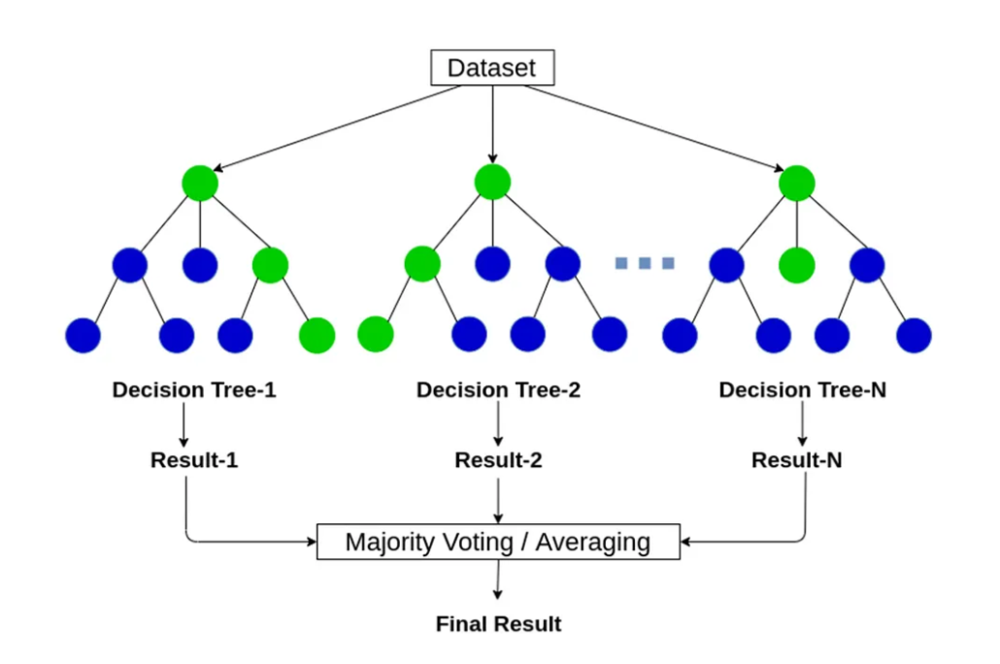 Dataset
Decision Tree-1
Decision Tree-2
Decision Tree-N
Result-1
Result-2
Result-N
Majority Voting / Averaging
Final Result